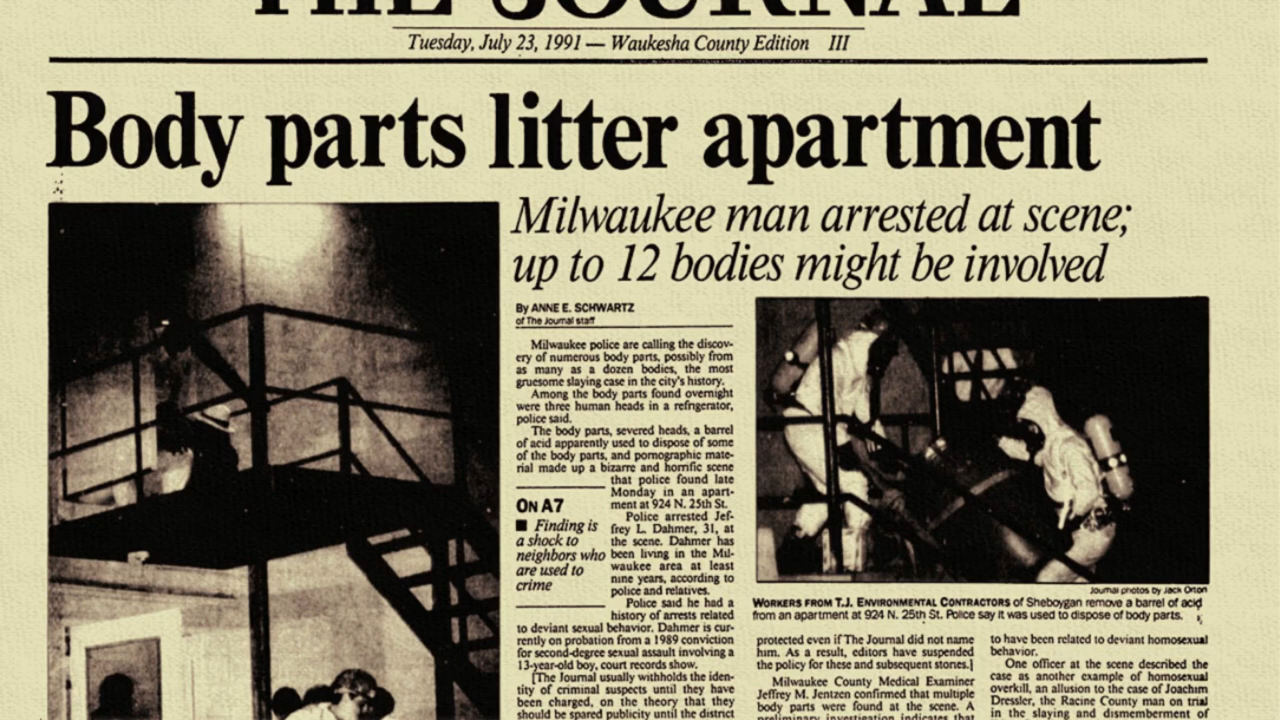 THE JOURNAL
Tuesday, July 23, 1991 — Waukesha County Edition III
Body parts litter apartment
Milwaukee man arrested at scene;
up to 12 bodies might be involved
By ANNE E. SCHWARTZ
of The Journal staff
Milwaukee police are calling the discov-
ery of numerous body parts, possibly from
as many as a dozen bodies, the most
gruesome slaying case in the city's history.
Among the body parts found overnight
were three human heads in a refrigerator,
police said.
The body parts, severed heads, a barrel
of acid apparently used to dispose of some
of the body parts, and pornographic mate-
rial made up a bizarre and horrific scene
that police found late
Monday in an apart-
ment at 924 N. 25th St.
Police arrested Jef-
frey L. Dahmer, 31, at
the scene. Dahmer has
been living in the Mil-
waukee area at least
nine years, according to
police and relatives.
Police said he had a
history of arrests related
to deviant sexual behavior. Dahmer is cur-
rently on probation from a 1989 conviction
for second-degree sexual assault involving a
13-year-old boy, court records show.
[The Journal usually withholds the iden-
tity of criminal suspects until they have
been charged, on the theory that they
should be spared publicity until the district
ON A7
■ Finding is
a shock to
neighbors who
are used to
crime
Journal photos by Jack Orton
WORKERS FROM T.J. ENVIRONMENTAL CONTRACTORS of Sheboygan remove a barrel of acid
from an apartment at 924 N. 25th St. Police say it was used to dispose of body parts.
protected even if The Journal did not name
him. As a result, editors have suspended
the policy for these and subsequent stories.]
Milwaukee County Medical Examiner
Jeffrey M. Jentzen confirmed that multiple
body parts were found at the scene. A
preliminary investigation indicates that
to have been related to deviant homosexual
behavior.
One officer at the scene described the
case as another example of homosexual
overkill, an allusion to the case of Joachim
Dressler, the Racine County man on trial
in the slaying and dismemberment of